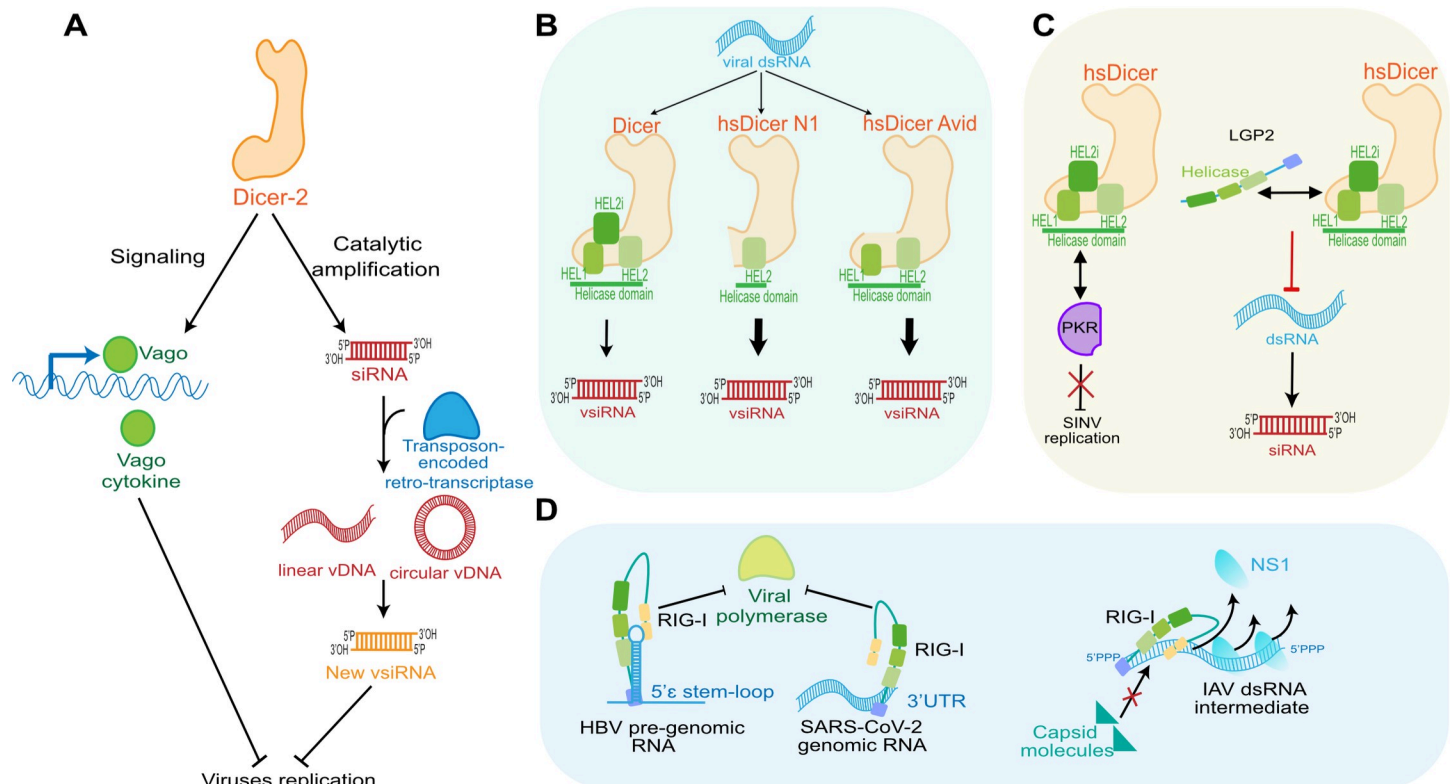 A
Dicer-2
Signaling
Catalytic
amplification
Vago
5'P
3'OH
3'OH
5'P
siRNA
Vago
cytokine
Transposon-
encoded
retro-transcriptase
linear vDNA
circular vDNA
5'P
3'OH
3'OH
5'P
New vsiRNA
Viruses replication
B
viral dsRNA
Dicer
hsDicer N1
hsDicer Avid
HEL2i
HEL1
HEL2
Helicase domain
HEL2
Helicase domain
HEL1
HEL2
Helicase domain
5'P
3'OH
3'OH
5'P
vsiRNA
5'P
3'OH
3'OH
5'P
vsiRNA
5'P
3'OH
3'OH
5'P
vsiRNA
C
hsDicer
HEL2i
HEL1
HEL2
Helicase domain
PKR
SINV
replication
LGP2
Helicase
hsDicer
HEL2i
HEL1
HEL2
Helicase domain
dsRNA
5'P
3'OH
3'OH
5'P
siRNA
D
RIG-I
Viral
polymerase
5'ε stem-loop
HBV pre-genomic
RNA
RIG-I
3'UTR
SARS-CoV-2
genomic RNA
NS1
RIG-I
5'PPP
5'PPP
IAV dsRNA
intermediate
Capsid
molecules